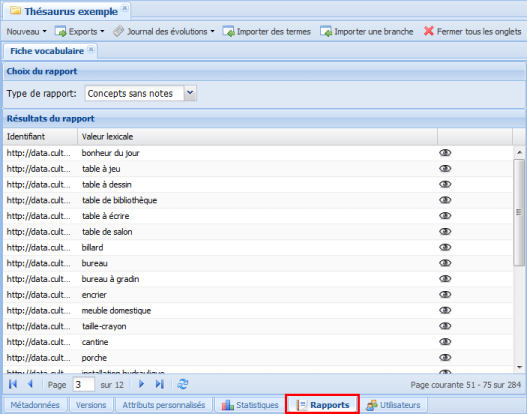 Thésaurus exemple
Nouveau Exports Journal des évolutions Importer des termes Importer une branche Fermer tous les onglets
Fiche vocabulaire
Choix du rapport
Type de rapport: Concepts sans notes
Résultats du rapport
Identifiant Valeur lexicale
http://data.cult... bonheur du jour
http://data.cult... table à jeu
http://data.cult... table à dessin
http://data.cult... table de bibliothèque
http://data.cult... table à écrire
http://data.cult... table de salon
http://data.cult... billard
http://data.cult... bureau
http://data.cult... bureau à gradin
http://data.cult... encrier
http://data.cult... meuble domestique
http://data.cult... taille-crayon
http://data.cult... cantine
http://data.cult... porche
http://data.cult... installation hydraulique
Page 3 sur 12 Page courante 51 - 75 sur 284
Métadonnées Versions Attributs personnalisés Statistiques Rapports Utilisateurs